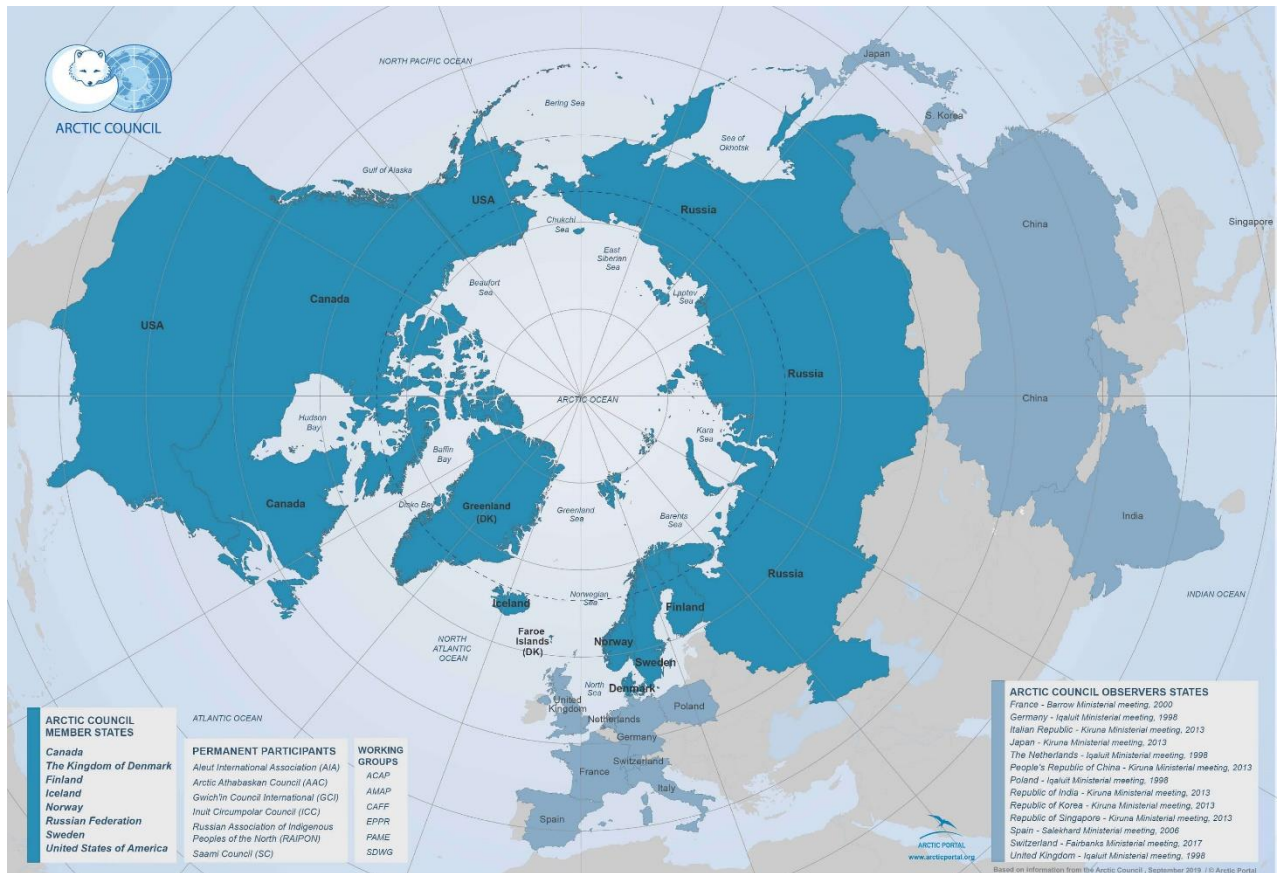 ARCTIC COUNCIL
NORTH PACIFIC OCEAN
Bering Sea
Japan
S. Korea
Sea of
Okhotsk
Gulf of Alaska
USA
Russia
China
Singapore
Chukchi
Sea
East
Siberian
Sea
Beaufort
Sea
Laptev
Sea
Canada
USA
Russia
ARCTIC OCEAN
China
Hudson
Bay
Kara
Sea
Baffin
Bay
Canada
Disko Bay
Greenland
(DK)
Greenland
Sea
Barents
Sea
India
Russia
INDIAN OCEAN
Norwegian
Sea
Iceland
Finland
Faroe
Islands
(DK)
NORTH
ATLANTIC
OCEAN
Norway
Sweden
North
Sea
Denmark
United
Kingdom
Netherlands
Poland
Germany
Switzerland
France
Italy
Spain
ATLANTIC OCEAN
ARCTIC COUNCIL
MEMBER STATES
Canada
The Kingdom of Denmark
Finland
Iceland
Norway
Russian Federation
Sweden
United States of America
PERMANENT PARTICIPANTS
Aleut International Association (AIA)
Arctic Athabaskan Council (AAC)
Gwich'in Council International (GCI)
Inuit Circumpolar Council (ICC)
Russian Association of Indigenous
Peoples of the North (RAIPON)
Saami Council (SC)
WORKING
GROUPS
ACAP
AMAP
CAFF
EPPR
PAME
SDWG
ARCTIC PORTAL
www.arcticportal.org
ARCTIC COUNCIL OBSERVERS STATES
France - Barrow Ministerial meeting, 2000
Germany - Iqaluit Ministerial meeting, 1998
Italian Republic - Kiruna Ministerial meeting, 2013
Japan - Kiruna Ministerial meeting, 2013
The Netherlands - Iqaluit Ministerial meeting, 1998
People's Republic of China - Kiruna Ministerial meeting, 2013
Poland - Iqaluit Ministerial meeting, 1998
Republic of India - Kiruna Ministerial meeting, 2013
Republic of Korea - Kiruna Ministerial meeting, 2013
Republic of Singapore - Kiruna Ministerial meeting, 2013
Spain - Salekhard Ministerial meeting, 2006
Switzerland - Fairbanks Ministerial meeting, 2017
United Kingdom - Iqaluit Ministerial meeting, 1998
Based on information from the Arctic Council, September 2019 / © Arctic Portal